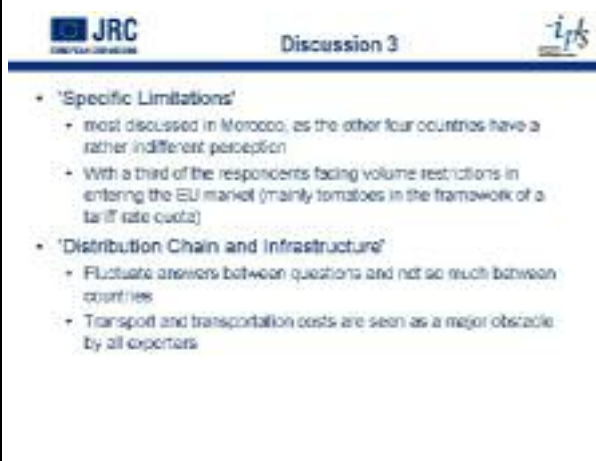 JRC
EUROPEAN COMMISSION
Discussion 3
ipts
• 'Specific Limitations'
• most discussed in Morocco, as the other four countries have a
rather indifferent perception
• With a third of the respondents facing volume restrictions in
entering the EU market (mainly tomatoes in the framework of a
tariff rate quota)
• 'Distribution Chain and Infrastructure'
• Fluctuate answers between questions and not so much between
countries
• Transport and transportation costs are seen as a major obstacle
by all exporters